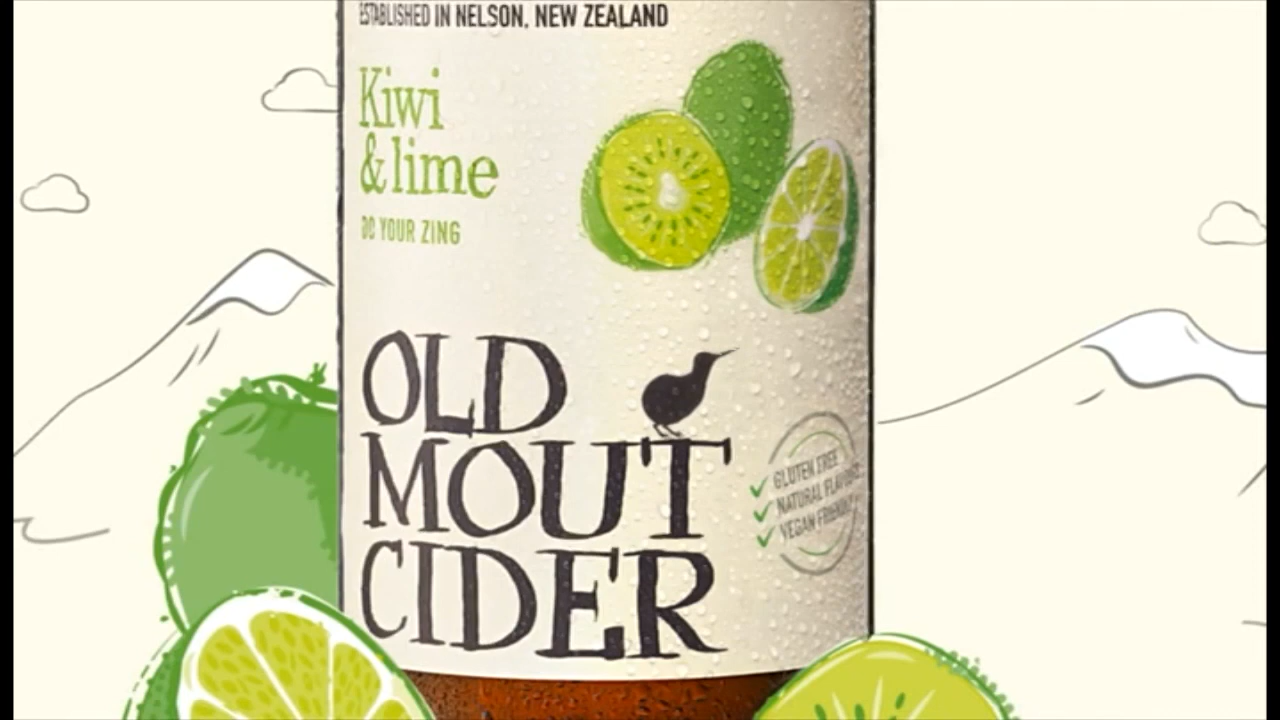 ESTABLISHED IN NELSON, NEW ZEALAND
Kiwi
& lime
DO YOUR ZING
OLD
MOUT
CIDER
GLUTEN FREE
NATURAL FLAVOURS
VEGAN FRIENDLY